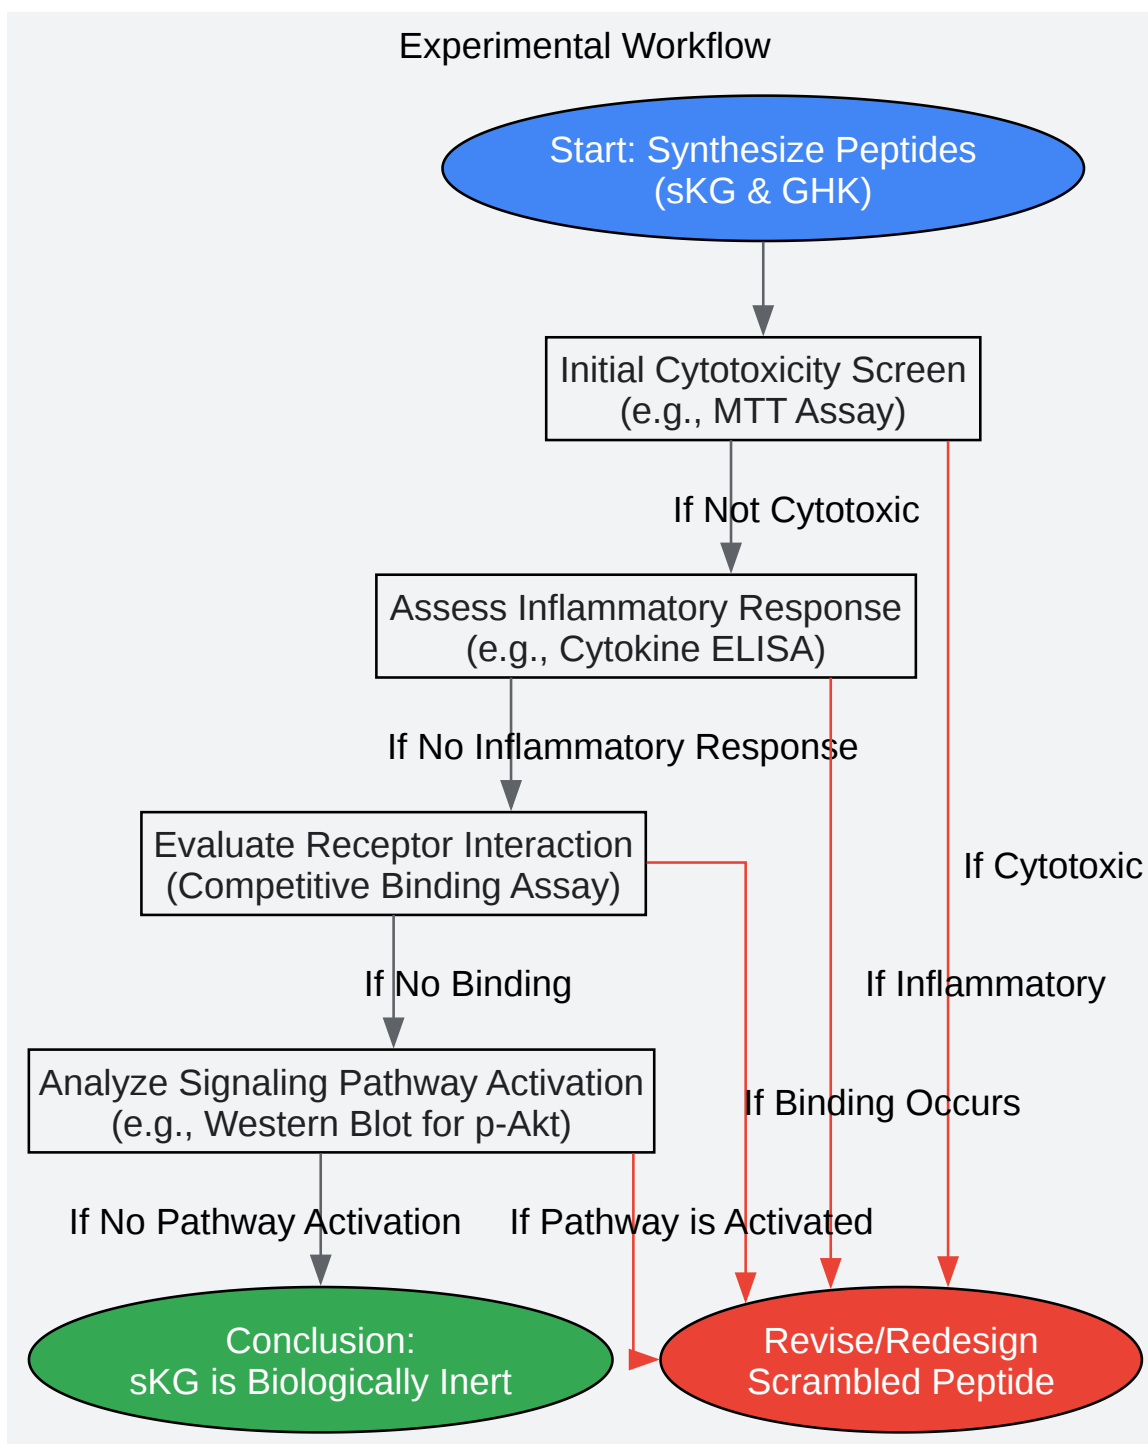 Experimental Workflow
Start: Synthesize Peptides
(sKG & GHK)
Initial Cytotoxicity Screen
(e.g., MTT Assay)
If Not Cytotoxic
Assess Inflammatory Response
(e.g., Cytokine ELISA)
If No Inflammatory Response
Evaluate Receptor Interaction
(Competitive Binding Assay)
If Cytotoxic
If No Binding
If Inflammatory
Analyze Signaling Pathway Activation
(e.g., Western Blot for p-Akt)
If Binding Occurs
If No Pathway Activation
If Pathway is Activated
Conclusion:
sKG is Biologically Inert
Revise/Redesign
Scrambled Peptide